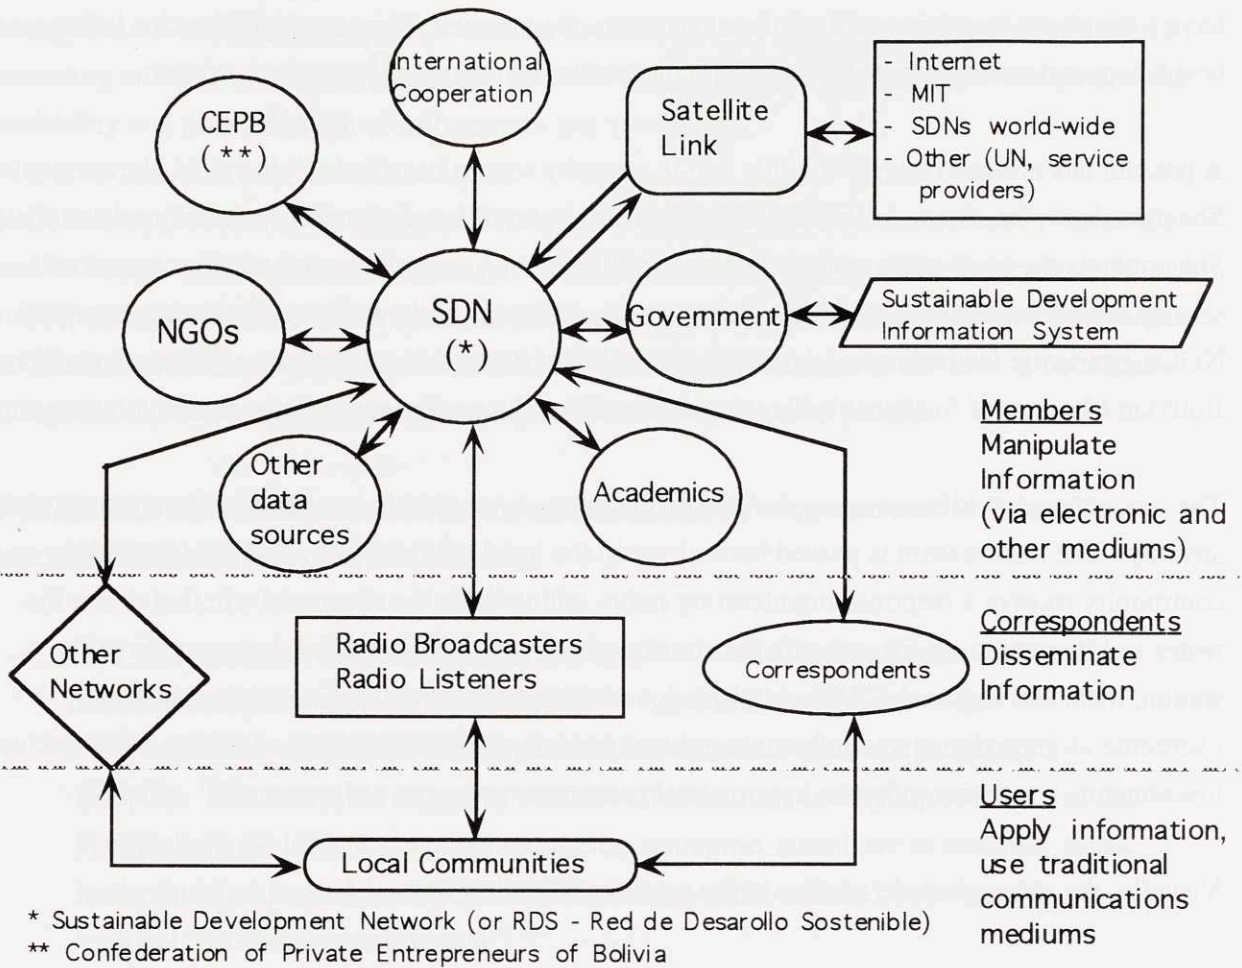 International
Cooperation
CEPB
(**)
Satellite
Link
- Internet
- MIT
- SDNs world-wide
- Other (UN, service
providers)
NGOs
SDN
(*)
Government
Sustainable Development
Information System
Other
data
sources
Academics
Members
Manipulate
Information
(via electronic and
other mediums)
Other
Networks
Radio Broadcasters
Radio Listeners
Correspondents
Correspondents
Disseminate
Information
Local Communities
Users
Apply information,
use traditional
communications
mediums
* Sustainable Development Network (or RDS - Red de Desarollo Sostenible)
** Confederation of Private Entrepreneurs of Bolivia